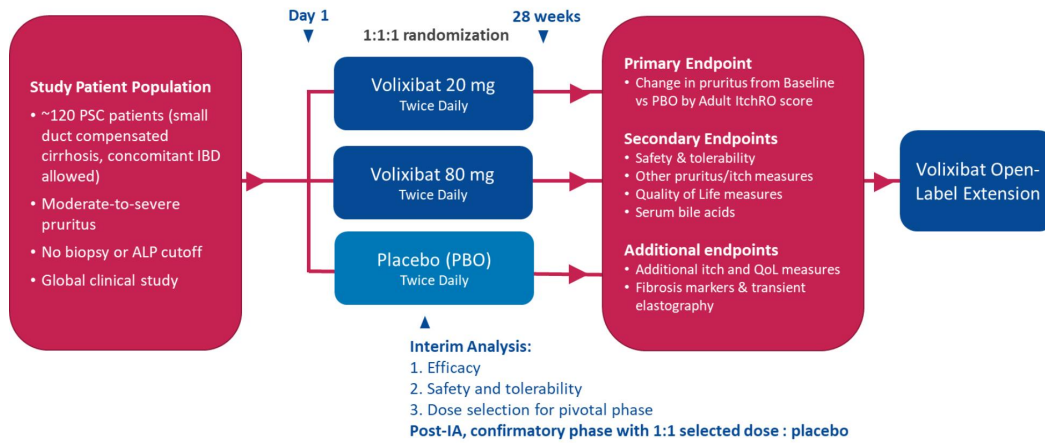 Day 1
28 weeks
1:1:1 randomization
Study Patient Population
• ~120 PSC patients (small
duct compensated
cirrhosis, concomitant IBD
allowed)
• Moderate-to-severe
pruritus
• No biopsy or ALP cutoff
• Global clinical study
Volixibat 20 mg
Twice Daily
Volixibat 80 mg
Twice Daily
Placebo (PBO)
Twice Daily
Interim Analysis:
1. Efficacy
2. Safety and tolerability
3. Dose selection for pivotal phase
Post-IA, confirmatory phase with 1:1 selected dose : placebo
Primary Endpoint
• Change in pruritus from Baseline
vs PBO by Adult ItchRO score
Secondary Endpoints
• Safety & tolerability
• Other pruritus/itch measures
• Quality of Life measures
• Serum bile acids
Additional endpoints
• Additional itch and QoL measures
• Fibrosis markers & transient
elastography
Volixibat Open-
Label Extension